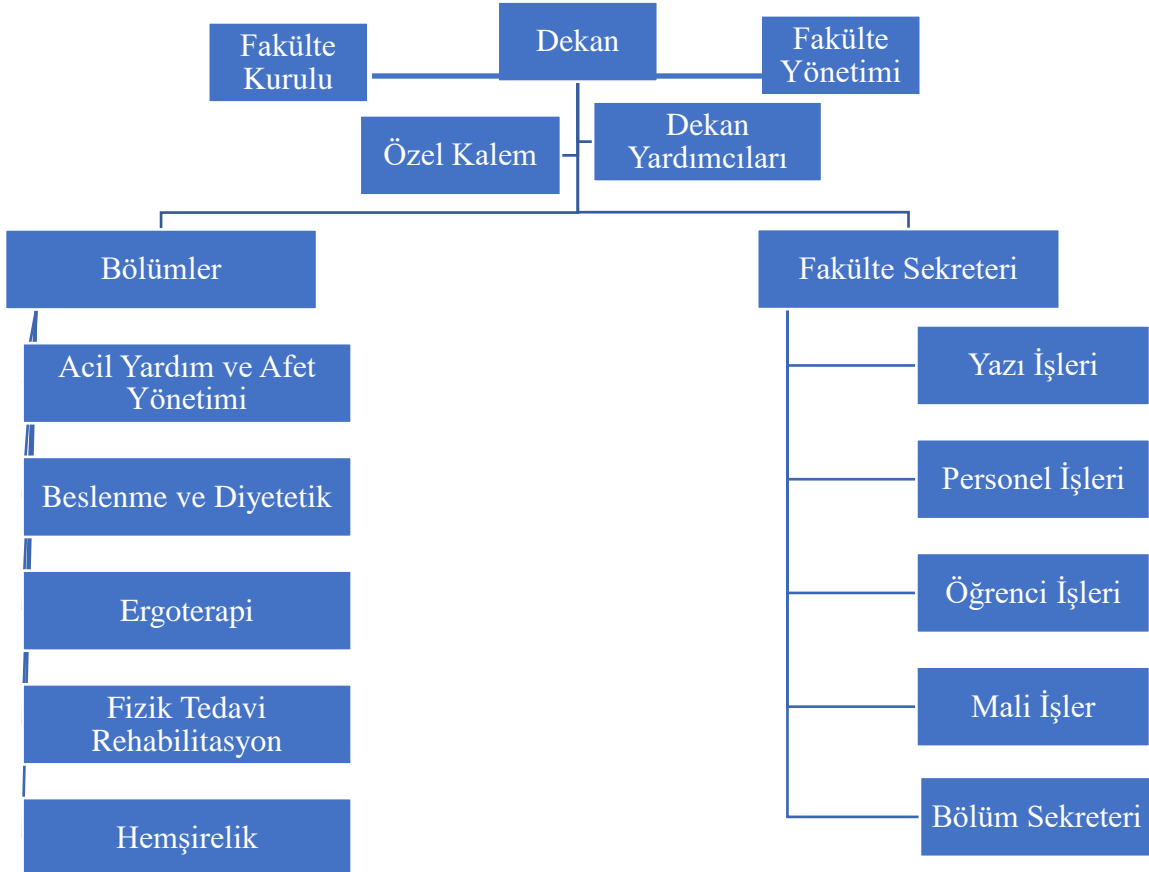 Fakülte
Kurulu
Dekan
Fakülte
Yönetimi
Özel Kalem
Dekan
Yardımcıları
Bölümler
Acil Yardım ve Afet
Yönetimi
Beslenme ve Diyetetik
Ergoterapi
Fizik Tedavi
Rehabilitasyon
Hemşirelik
Fakülte Sekreteri
Yazı İşleri
Personel İşleri
Öğrenci İşleri
Mali İşler
Bölüm Sekreteri